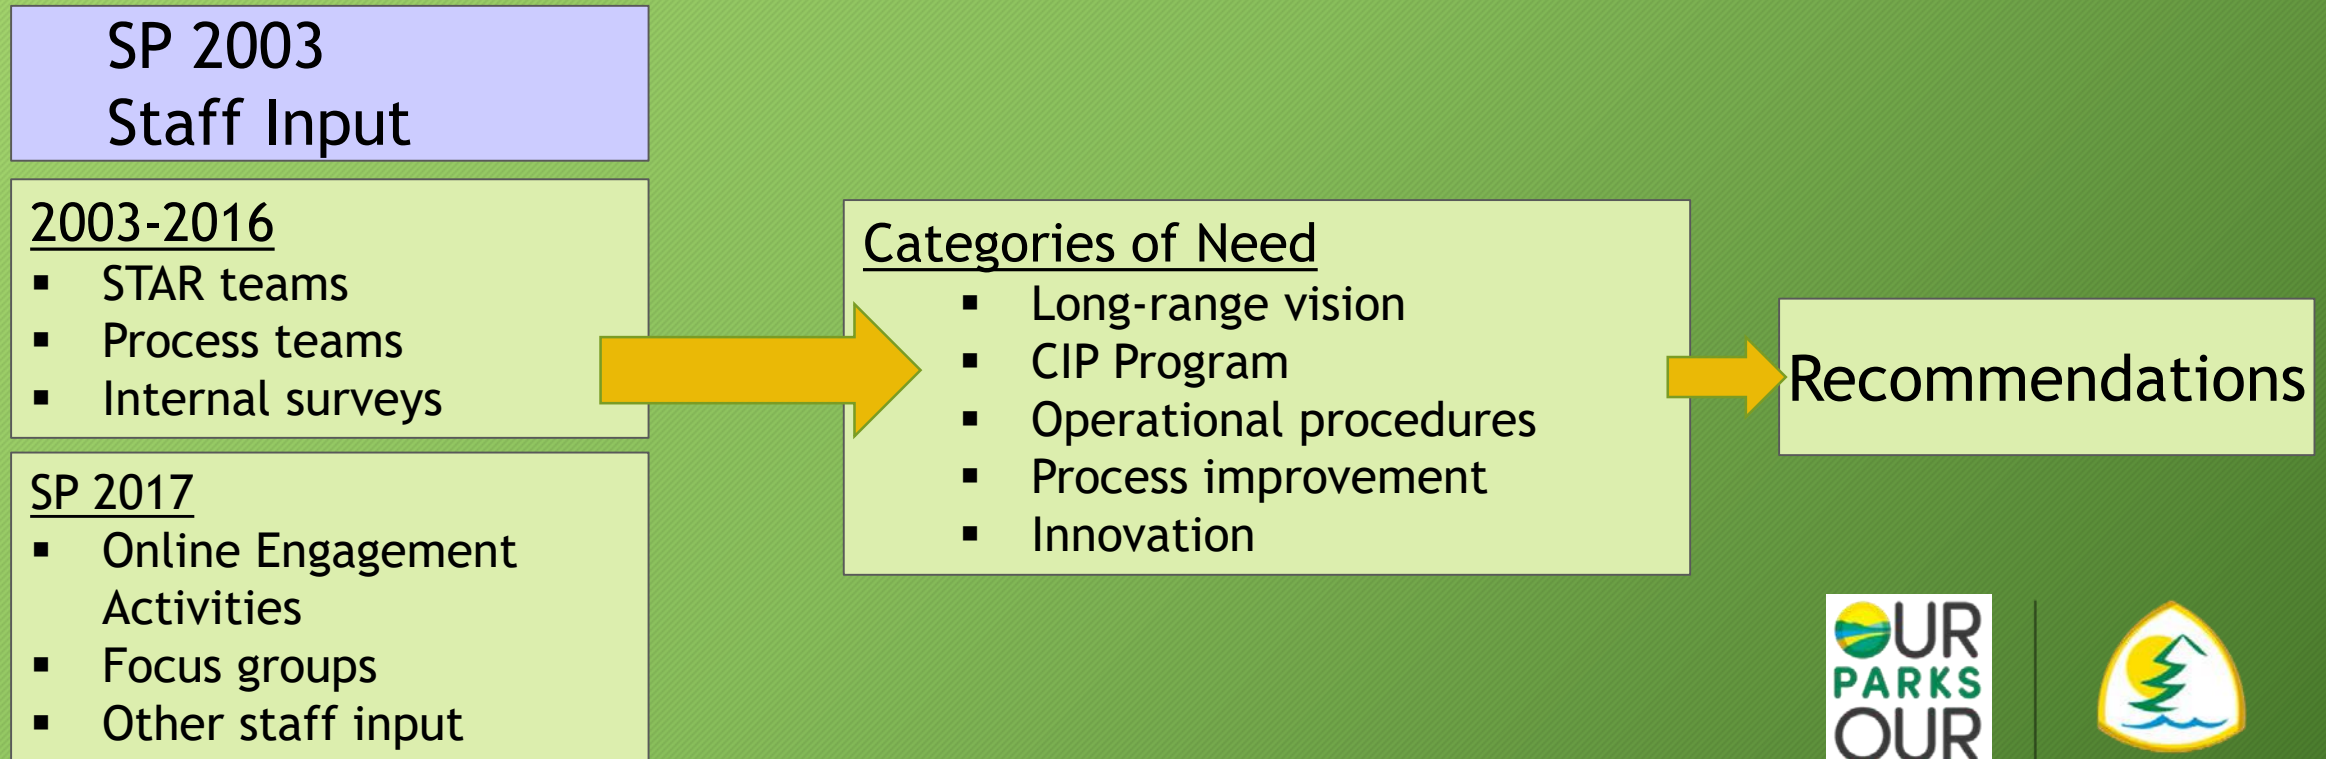 SP 2003
Staff Input
2003-2016
▪ STAR teams
▪ Process teams
▪ Internal surveys
SP 2017
▪ Online Engagement
Activities
▪ Focus groups
▪ Other staff input
Categories of Need
▪ Long-range vision
▪ CIP Program
▪ Operational procedures
▪ Process improvement
▪ Innovation
Recommendations
OUR
PARKS
OUR